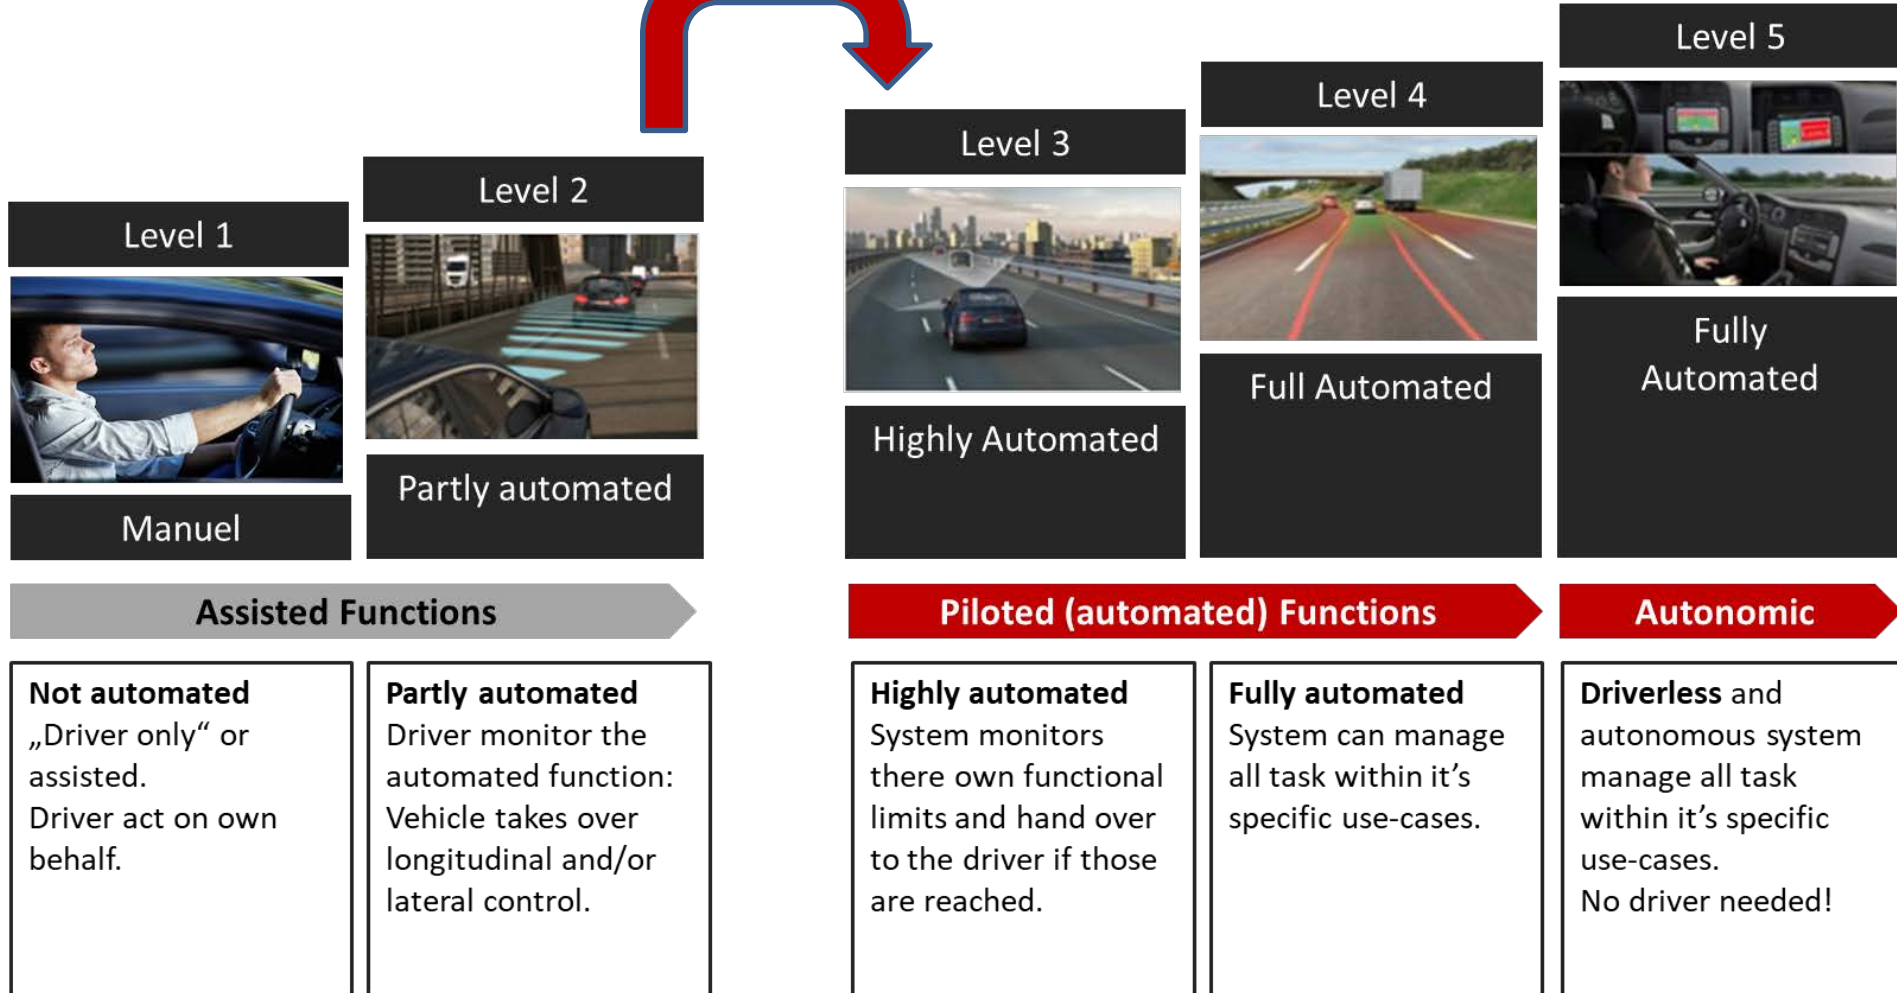 Level 1
Manuel
Level 2
Partly automated
Level 3
Highly Automated
Level 4
Full Automated
Level 5
Fully
Automated
Assisted Functions
Piloted (automated) Functions
Autonomic
Not automated
„Driver only“ or
assisted.
Driver act on own
behalf.
Partly automated
Driver monitor the
automated function:
Vehicle takes over
longitudinal and/or
lateral control.
Highly automated
System monitors
there own functional
limits and hand over
to the driver if those
are reached.
Fully automated
System can manage
all task within it’s
specific use-cases.
Driverless and
autonomous system
manage all task
within it’s specific
use-cases.
No driver needed!